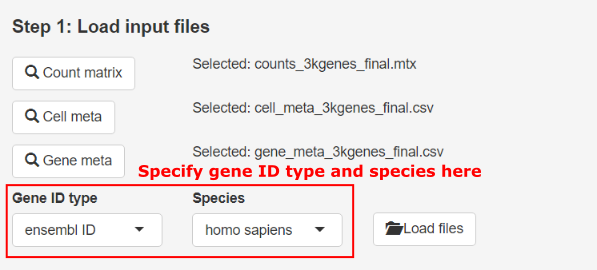 Step 1: Load input files
Count matrix Selected: counts_3kgenes_final.mtx
Cell meta Selected: cell_meta_3kgenes_final.csv
Gene meta Selected: gene_meta_3kgenes_final.csv
Specify gene ID type and species here
Gene ID type Species
ensembl ID homo sapiens Load files